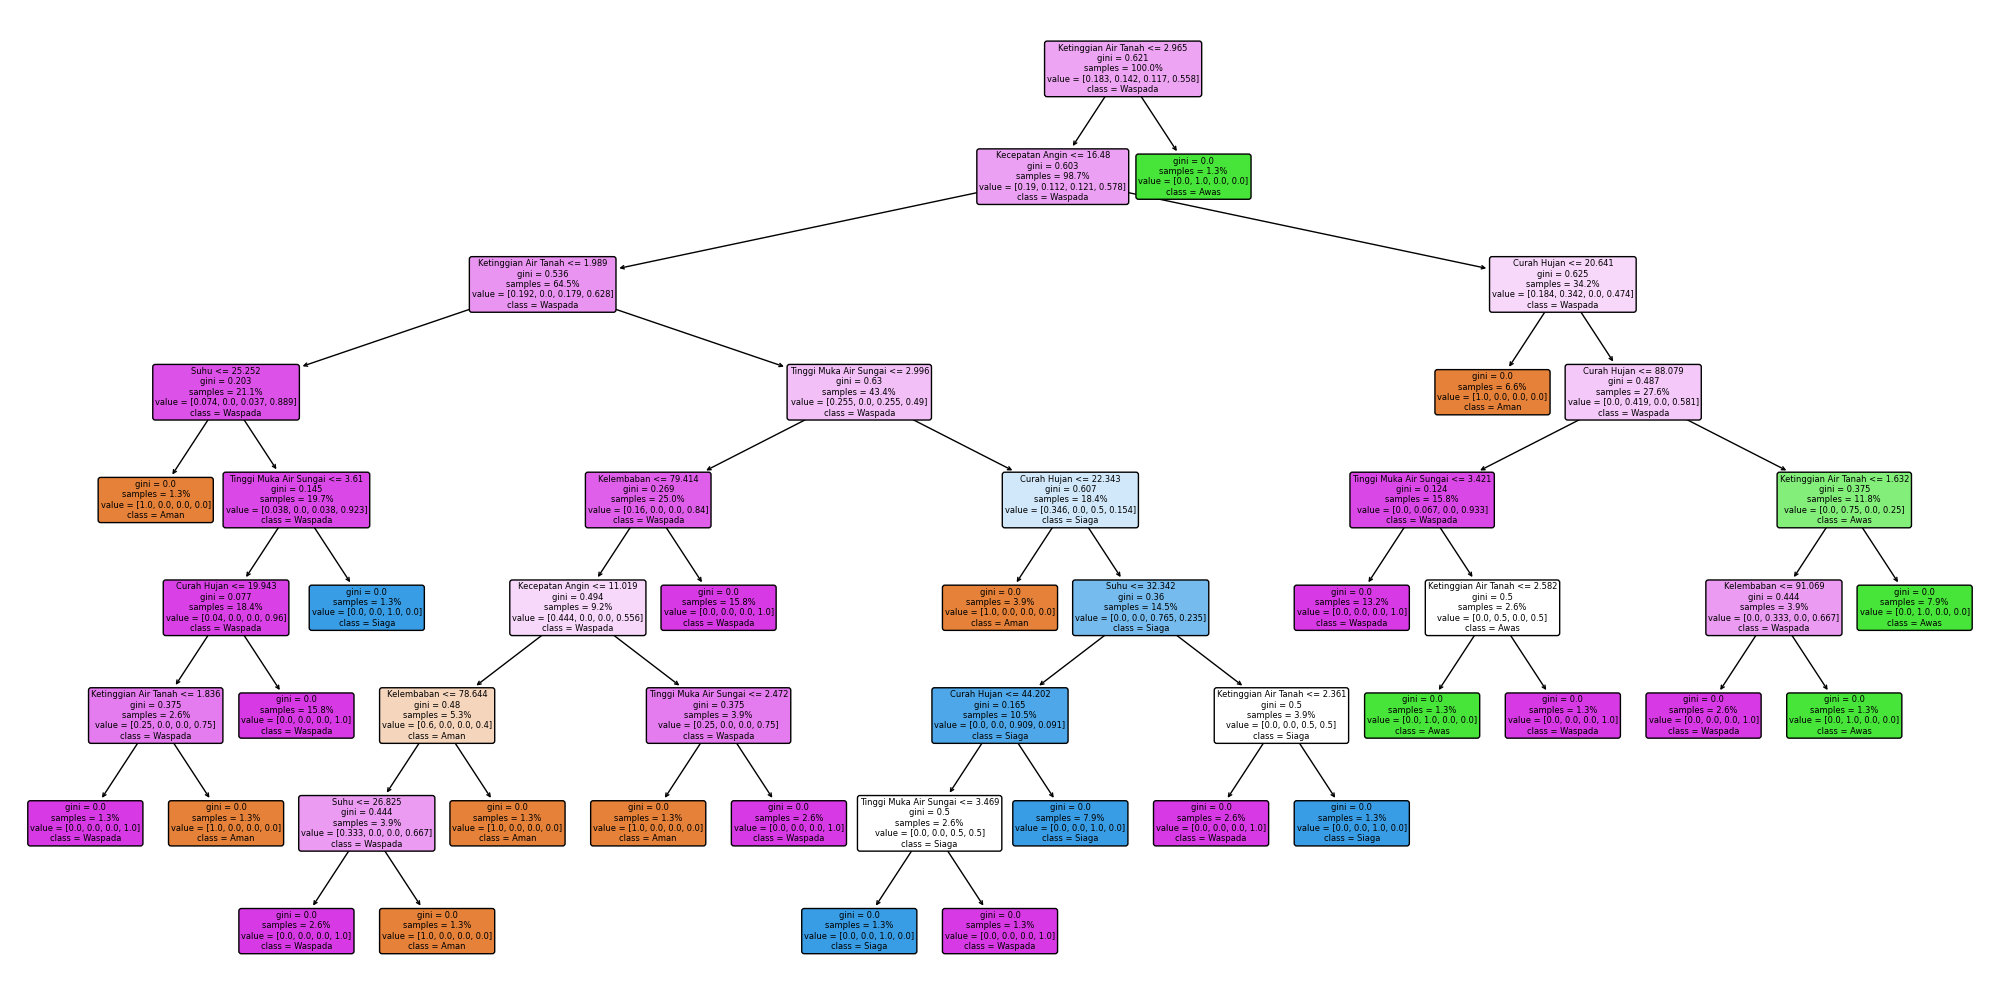 Ketinggian Air Tanah <= 2.965
gini = 0.621
samples = 100.0%
value = [0.183, 0.142, 0.117, 0.558]
class = Waspada
Kecepatan Angin <= 16.48
gini = 0.603
samples = 98.7%
value = [0.19, 0.112, 0.121, 0.578]
class = Waspada
gini = 0.0
samples = 1.3%
value = [0.0, 1.0, 0.0, 0.0]
class = Awas
Ketinggian Air Tanah <= 1.989
gini = 0.536
samples = 64.5%
value = [0.192, 0.0, 0.179, 0.628]
class = Waspada
Curah Hujan <= 20.641
gini = 0.625
samples = 34.2%
value = [0.184, 0.342, 0.0, 0.474]
class = Waspada
Suhu <= 25.252
gini = 0.203
samples = 21.1%
value = [0.074, 0.0, 0.037, 0.889]
class = Waspada
Tinggi Muka Air Sungai <= 2.996
gini = 0.63
samples = 43.4%
value = [0.255, 0.0, 0.255, 0.49]
class = Waspada
gini = 0.0
samples = 6.6%
value = [1.0, 0.0, 0.0, 0.0]
class = Aman
Curah Hujan <= 88.079
gini = 0.487
samples = 27.6%
value = [0.0, 0.419, 0.0, 0.581]
class = Waspada
gini = 0.0
samples = 1.3%
value = [1.0, 0.0, 0.0, 0.0]
class = Aman
Tinggi Muka Air Sungai <= 3.61
gini = 0.145
samples = 19.7%
value = [0.038, 0.0, 0.038, 0.923]
class = Waspada
Kelembaban <= 79.414
gini = 0.269
samples = 25.0%
value = [0.16, 0.0, 0.0, 0.84]
class = Waspada
Curah Hujan <= 22.343
gini = 0.607
samples = 18.4%
value = [0.346, 0.0, 0.5, 0.154]
class = Siaga
Tinggi Muka Air Sungai <= 3.421
gini = 0.124
samples = 15.8%
value = [0.0, 0.067, 0.0, 0.933]
class = Waspada
Ketinggian Air Tanah <= 1.632
gini = 0.375
samples = 11.8%
value = [0.0, 0.75, 0.0, 0.25]
class = Awas
Curah Hujan <= 19.943
gini = 0.077
samples = 18.4%
value = [0.04, 0.0, 0.0, 0.96]
class = Waspada
gini = 0.0
samples = 1.3%
value = [0.0, 0.0, 1.0, 0.0]
class = Siaga
Kecepatan Angin <= 11.019
gini = 0.494
samples = 9.2%
value = [0.444, 0.0, 0.0, 0.556]
class = Waspada
gini = 0.0
samples = 15.8%
value = [0.0, 0.0, 0.0, 1.0]
class = Waspada
gini = 0.0
samples = 3.9%
value = [1.0, 0.0, 0.0, 0.0]
class = Aman
Suhu <= 32.342
gini = 0.36
samples = 14.5%
value = [0.0, 0.0, 0.765, 0.235]
class = Siaga
gini = 0.0
samples = 13.2%
value = [0.0, 0.0, 0.0, 1.0]
class = Waspada
Ketinggian Air Tanah <= 2.582
gini = 0.5
samples = 2.6%
value = [0.0, 0.5, 0.0, 0.5]
class = Awas
Kelembaban <= 91.069
gini = 0.444
samples = 3.9%
value = [0.0, 0.333, 0.0, 0.667]
class = Waspada
gini = 0.0
samples = 7.9%
value = [0.0, 1.0, 0.0, 0.0]
class = Awas
Ketinggian Air Tanah <= 1.836
gini = 0.375
samples = 2.6%
value = [0.25, 0.0, 0.0, 0.75]
class = Waspada
gini = 0.0
samples = 15.8%
value = [0.0, 0.0, 0.0, 1.0]
class = Waspada
Kelembaban <= 78.644
gini = 0.48
samples = 5.3%
value = [0.6, 0.0, 0.0, 0.4]
class = Aman
Tinggi Muka Air Sungai <= 2.472
gini = 0.375
samples = 3.9%
value = [0.25, 0.0, 0.0, 0.75]
class = Waspada
Curah Hujan <= 44.202
gini = 0.165
samples = 10.5%
value = [0.0, 0.0, 0.909, 0.091]
class = Siaga
Ketinggian Air Tanah <= 2.361
gini = 0.5
samples = 3.9%
value = [0.0, 0.0, 0.5, 0.5]
class = Siaga
gini = 0.0
samples = 1.3%
value = [0.0, 1.0, 0.0, 0.0]
class = Awas
gini = 0.0
samples = 1.3%
value = [0.0, 0.0, 0.0, 1.0]
class = Waspada
gini = 0.0
samples = 2.6%
value = [0.0, 0.0, 0.0, 1.0]
class = Waspada
gini = 0.0
samples = 1.3%
value = [0.0, 1.0, 0.0, 0.0]
class = Awas
gini = 0.0
samples = 1.3%
value = [0.0, 0.0, 0.0, 1.0]
class = Waspada
gini = 0.0
samples = 1.3%
value = [1.0, 0.0, 0.0, 0.0]
class = Aman
Suhu <= 26.825
gini = 0.444
samples = 3.9%
value = [0.333, 0.0, 0.0, 0.667]
class = Waspada
gini = 0.0
samples = 1.3%
value = [1.0, 0.0, 0.0, 0.0]
class = Aman
gini = 0.0
samples = 1.3%
value = [1.0, 0.0, 0.0, 0.0]
class = Aman
gini = 0.0
samples = 2.6%
value = [0.0, 0.0, 0.0, 1.0]
class = Waspada
Tinggi Muka Air Sungai <= 3.469
gini = 0.5
samples = 2.6%
value = [0.0, 0.0, 0.5, 0.5]
class = Siaga
gini = 0.0
samples = 7.9%
value = [0.0, 0.0, 1.0, 0.0]
class = Siaga
gini = 0.0
samples = 2.6%
value = [0.0, 0.0, 0.0, 1.0]
class = Waspada
gini = 0.0
samples = 1.3%
value = [0.0, 0.0, 1.0, 0.0]
class = Siaga
gini = 0.0
samples = 2.6%
value = [0.0, 0.0, 0.0, 1.0]
class = Waspada
gini = 0.0
samples = 1.3%
value = [1.0, 0.0, 0.0, 0.0]
class = Aman
gini = 0.0
samples = 1.3%
value = [0.0, 0.0, 1.0, 0.0]
class = Siaga
gini = 0.0
samples = 1.3%
value = [0.0, 0.0, 0.0, 1.0]
class = Waspada